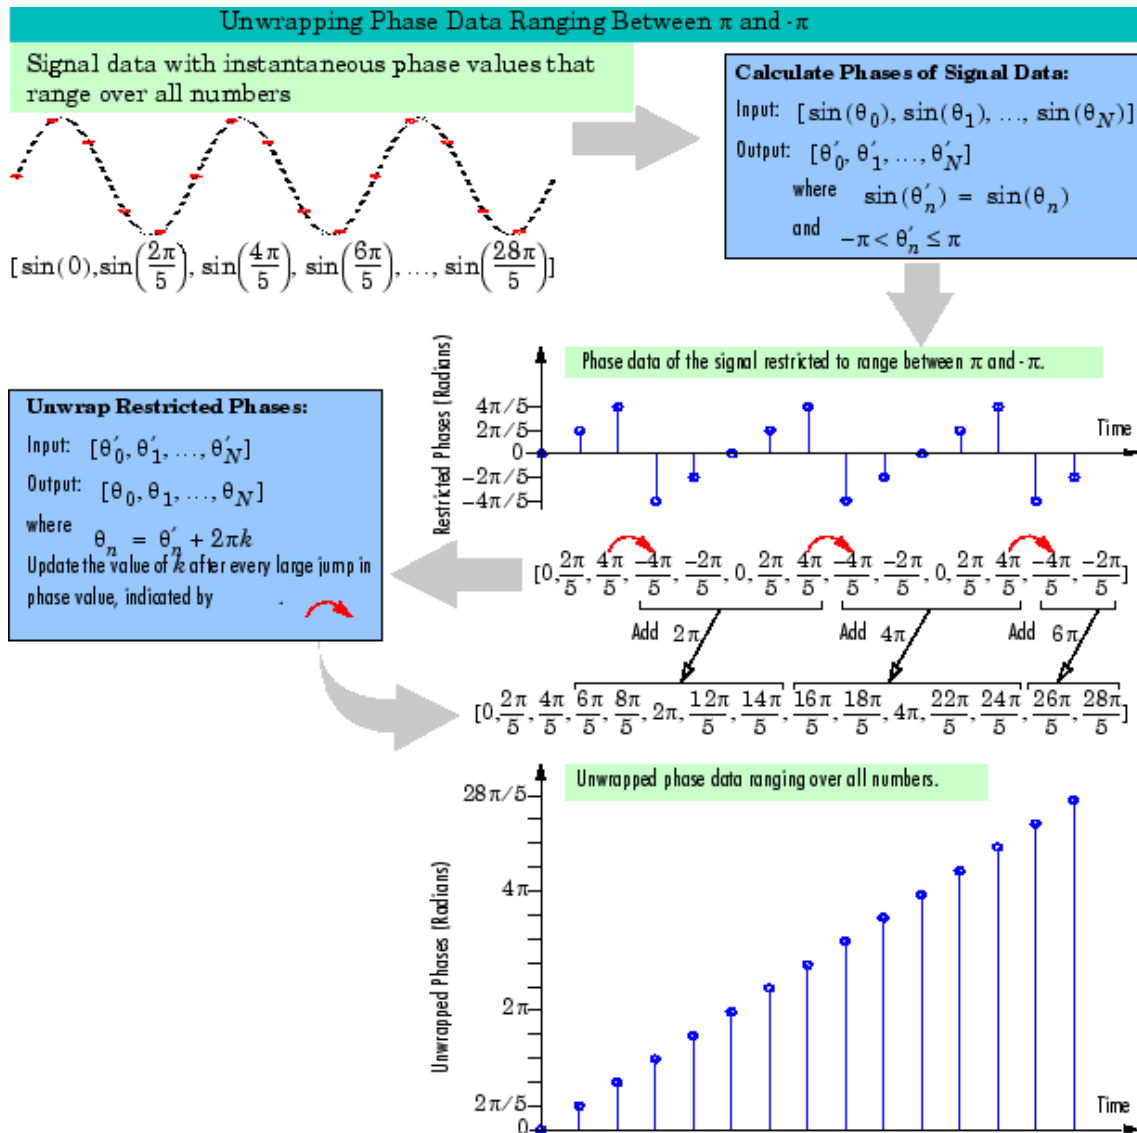 Unwrapping Phase Data Ranging Between π and -π
Signal data with instantaneous phase values that
range over all numbers
[sin(0),sin(2π/5), sin(4π/5), sin(6π/5), ..., sin(28π/5)]
Calculate Phases of Signal Data:
Input: [sin(θ₀), sin(θ₁), ..., sin(θ_N)]
Output: [θ′₀, θ′₁, ..., θ′_N]
where sin(θ′ₙ) = sin(θₙ)
and -π < θ′ₙ ≤ π
Phase data of the signal restricted to range between π and -π.
Restricted Phases (Radians)
4π/5
2π/5
0
-2π/5
-4π/5
Time
Unwrap Restricted Phases:
Input: [θ′₀, θ′₁, ..., θ′_N]
Output: [θ₀, θ₁, ..., θ_N]
where
θₙ = θ′ₙ + 2πk
Update the value of k after every large jump in
phase value, indicated by .
[0, 2π/5, 4π/5, -4π/5, -2π/5, 0, 2π/5, 4π/5, -4π/5, -2π/5, 0, 2π/5, 4π/5, -4π/5, -2π/5]
Add 2π Add 4π Add 6π
[0, 2π/5, 4π/5, 6π/5, 8π/5, 2π, 12π/5, 14π/5, 16π/5, 18π/5, 4π, 22π/5, 24π/5, 26π/5, 28π/5]
Unwrapped phase data ranging over all numbers.
Unwrapped Phases (Radians)
28π/5
4π
2π
2π/5
0
Time